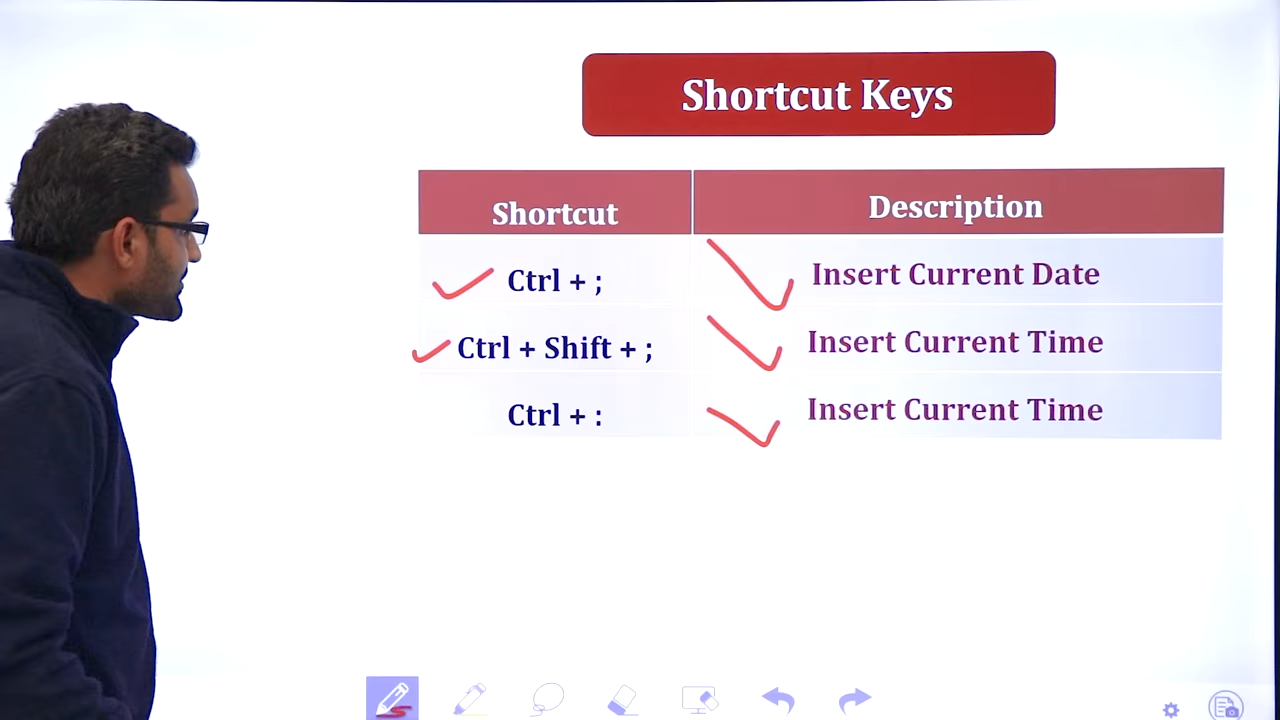 Shortcut Keys
Shortcut Description
Ctrl + ; Insert Current Date
Ctrl + Shift + ; Insert Current Time
Ctrl + : Insert Current Time